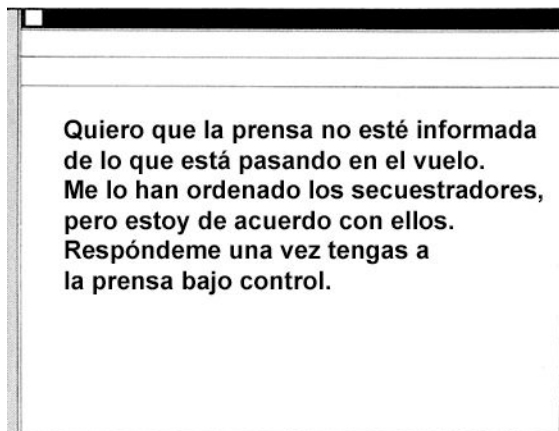 Quiero que la prensa no esté informada
de lo que está pasando en el vuelo.
Me lo han ordenado los secuestradores,
pero estoy de acuerdo con ellos.
Respóndeme una vez tengas a
la prensa bajo control.